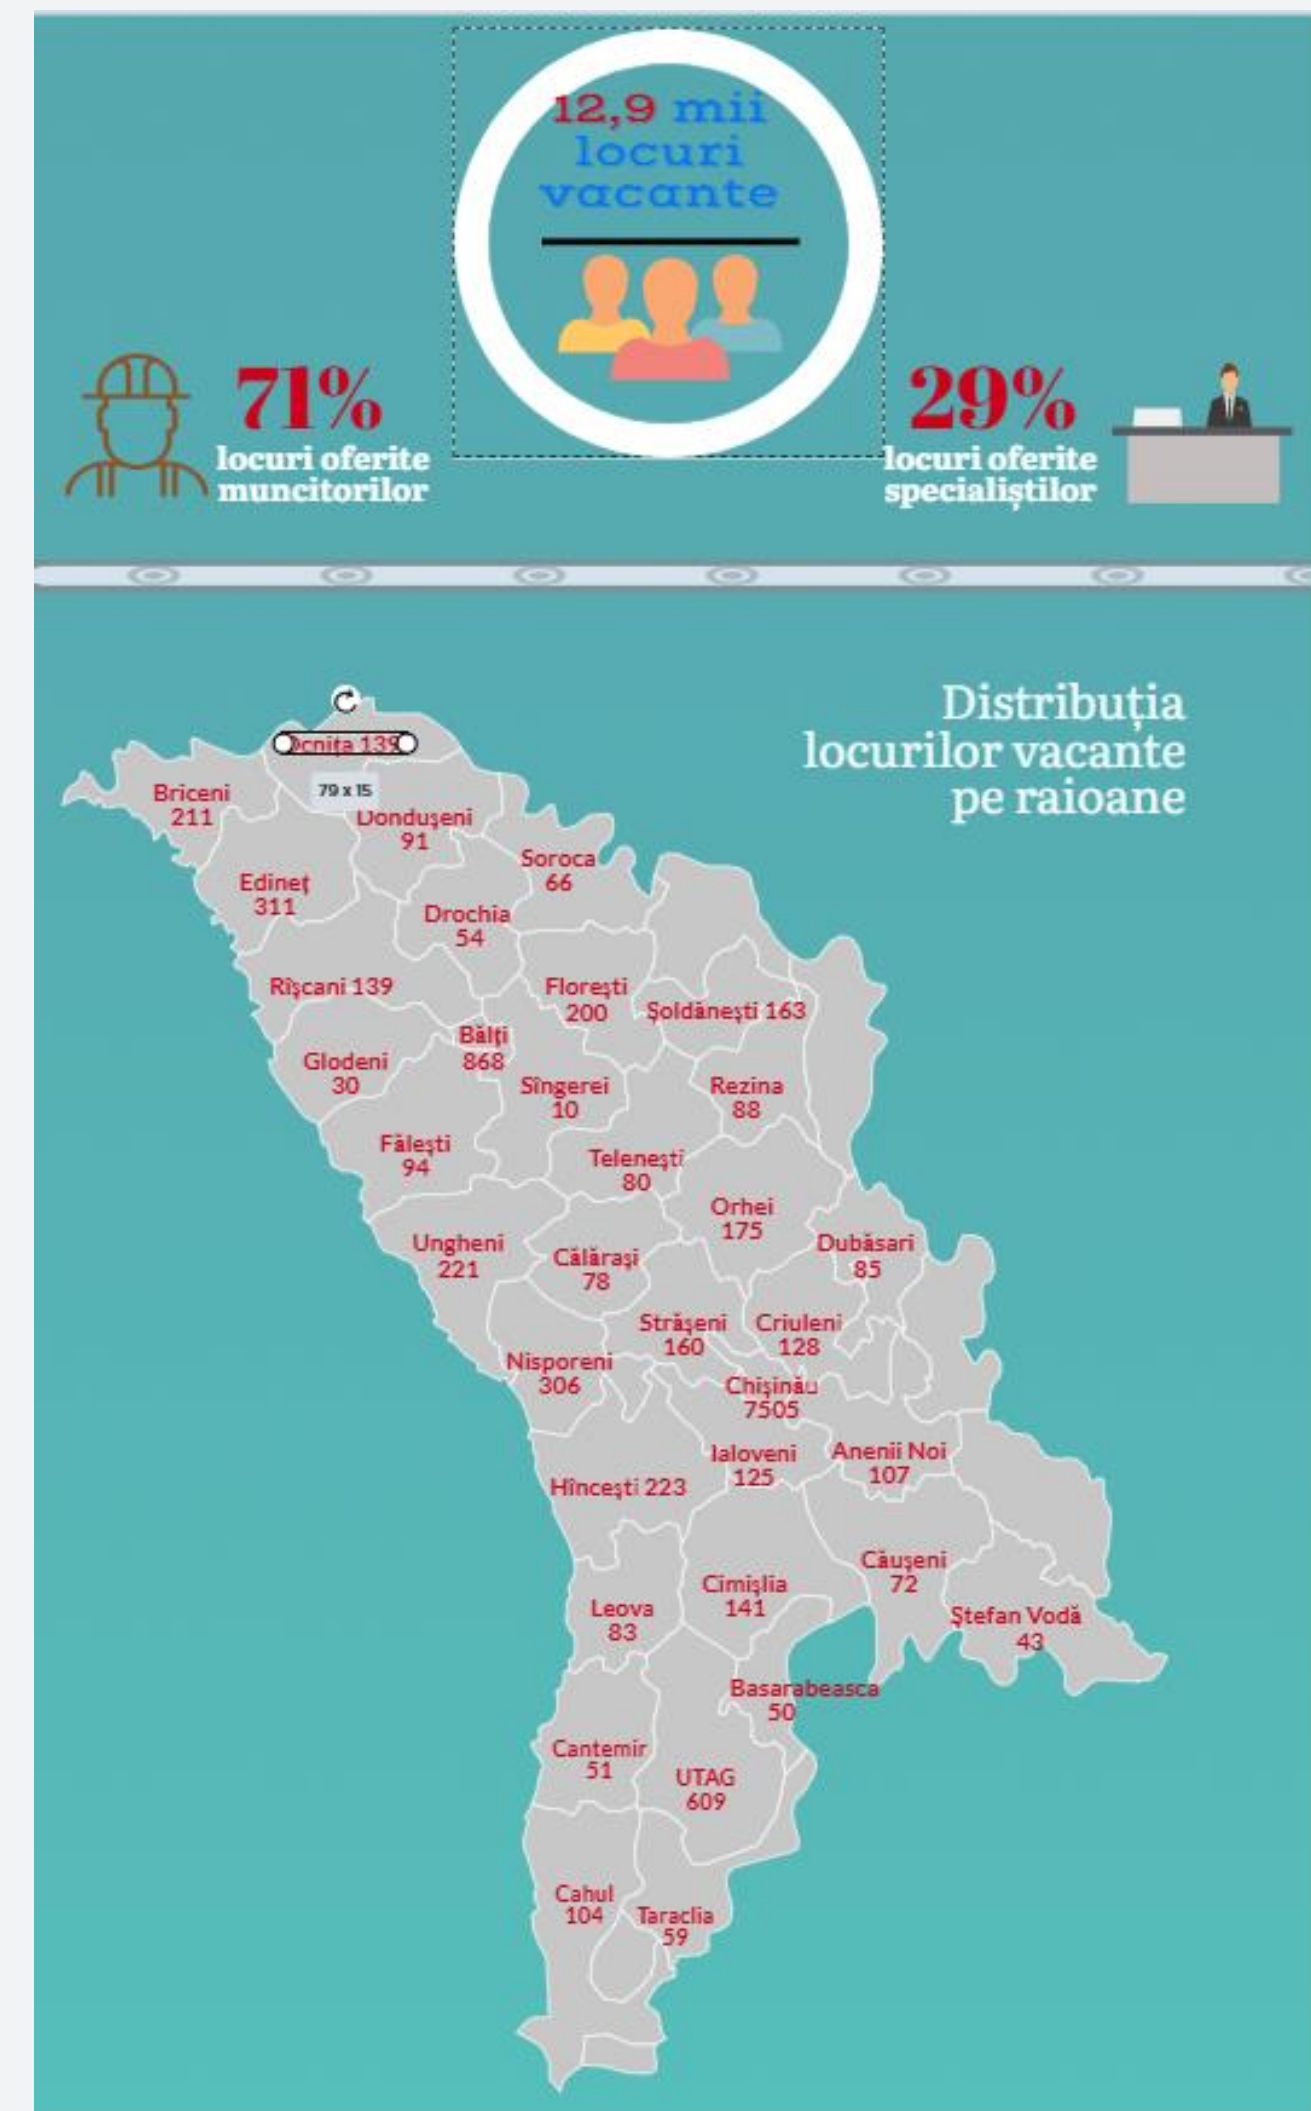 12,9 mii
locuri
vacante
71%
locuri oferite
muncitorilor
29%
locuri oferite
specialiștilor
Distribuția
locurilor vacante
pe raioane
Ocnița 139
79 x 15
Briceni
211
Dondușeni
91
Soroca
66
Edineț
311
Drochia
54
Rîșcani 139
Florești
200
Șoldănești 163
Bălți
868
Glodeni
30
Sîngerei
10
Rezina
88
Fălești
94
Telenești
80
Orhei
175
Ungheni
221
Călărași
78
Dubăsari
85
Strășeni
160
Criuleni
128
Nisporeni
306
Chișinău
7505
Ialoveni
125
Anenii Noi
107
Hîncești 223
Căușeni
72
Cimișlia
141
Leova
83
Ștefan Vodă
43
Basarabeasca
50
Cantemir
51
UTAG
609
Cahul
104
Taraclia
59